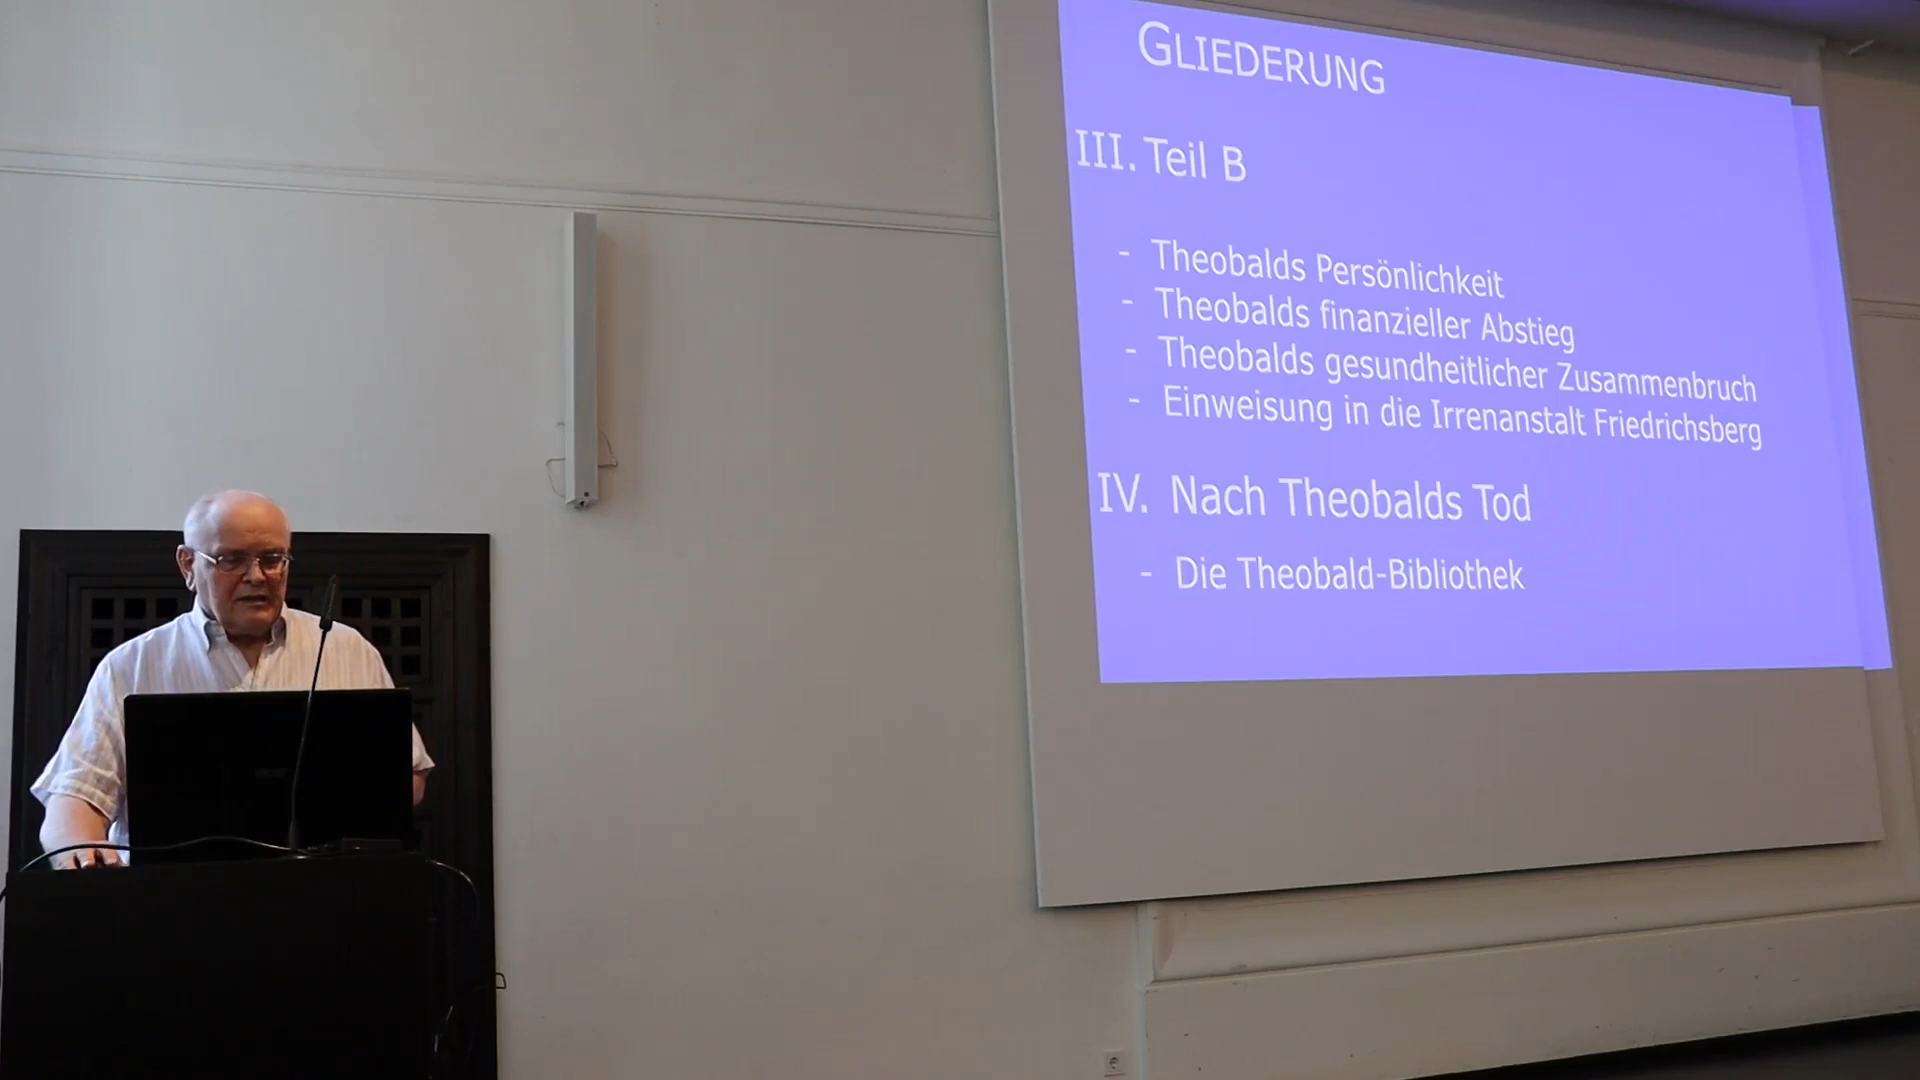 GLIEDERUNG
III. Teil B
- Theobalds Persönlichkeit
- Theobalds finanzieller Abstieg
- Theobalds gesundheitlicher Zusammenbruch
- Einweisung in die Irrenanstalt Friedrichsberg
IV. Nach Theobalds Tod
- Die Theobald-Bibliothek